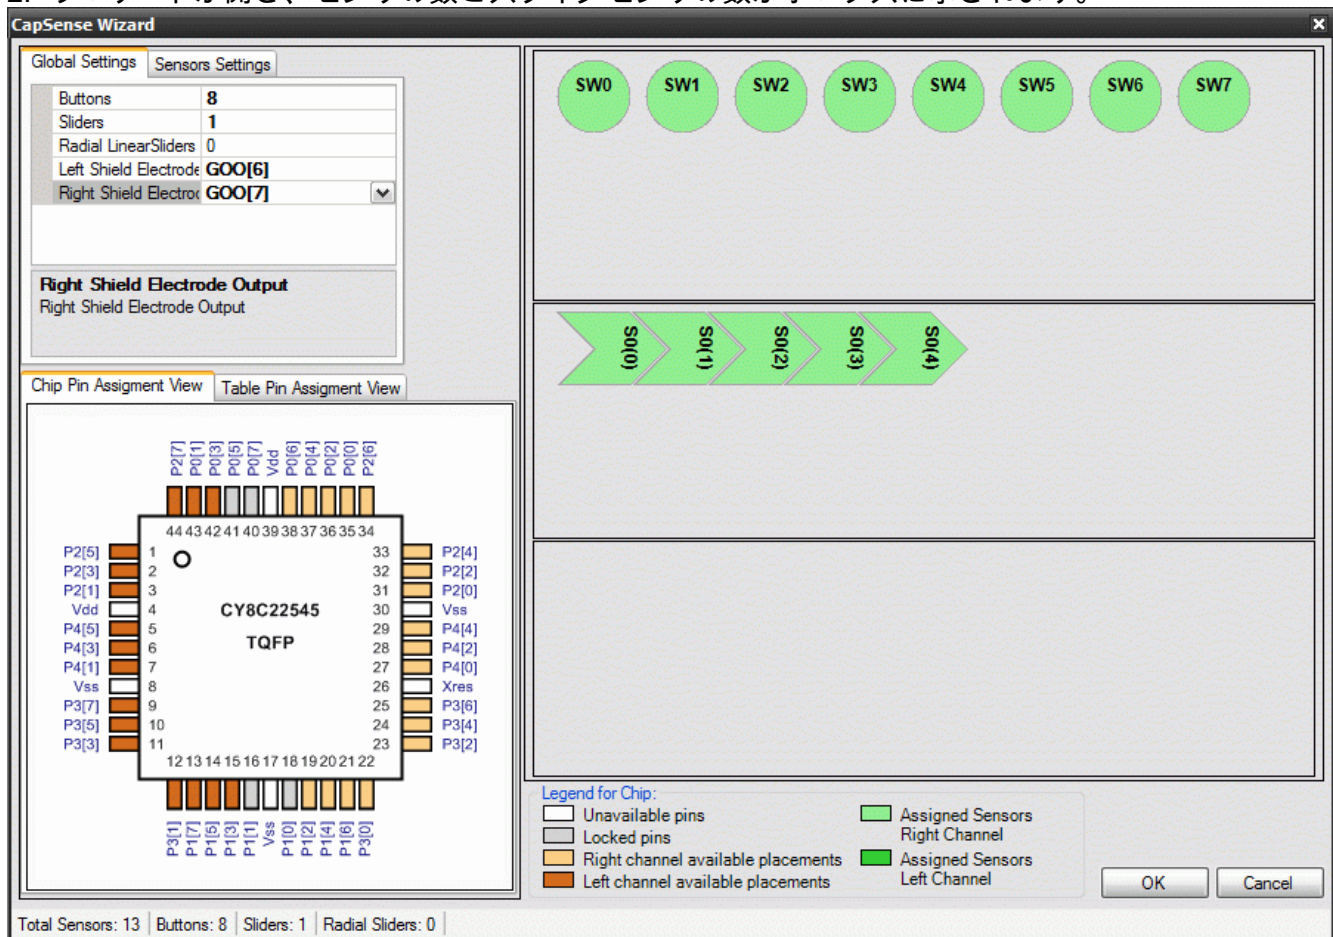 CapSense Wizard
Global Settings Sensors Settings
Buttons 8
Sliders 1
Radial LinearSliders 0
Left Shield Electrode GOO[6]
Right Shield Electroc GOO[7]
Right Shield Electrode Output
Right Shield Electrode Output
SW0 SW1 SW2 SW3 SW4 SW5 SW6 SW7
S0(0) S0(1) S0(2) S0(3) S0(4)
Chip Pin Assigment View Table Pin Assigment View
P2[7] P0[1] P0[3] P0[5] P0[7] Vdd P0[6] P0[4] P0[2] P0[0] P2[6]
44 43 42 41 40 39 38 37 36 35 34
P2[5] 1 33 P2[4]
P2[3] 2 32 P2[2]
P2[1] 3 31 P2[0]
Vdd 4 CY8C22545 30 Vss
P4[5] 5 29 P4[4]
TQFP
P4[3] 6 28 P4[2]
P4[1] 7 27 P4[0]
Vss 8 26 Xres
P3[7] 9 25 P3[6]
P3[5] 10 24 P3[4]
P3[3] 11 23 P3[2]
12 13 14 15 16 17 18 19 20 21 22
P3[1] P1[7] P1[5] P1[3] P1[1] Vss P1[0] P1[2] P1[4] P1[6] P3[0]
Legend for Chip:
Unavailable pins
Locked pins
Right channel available placements
Left channel available placements
Assigned Sensors
Right Channel
Assigned Sensors
Left Channel
OK Cancel
Total Sensors: 13 Buttons: 8 Sliders: 1 Radial Sliders: 0